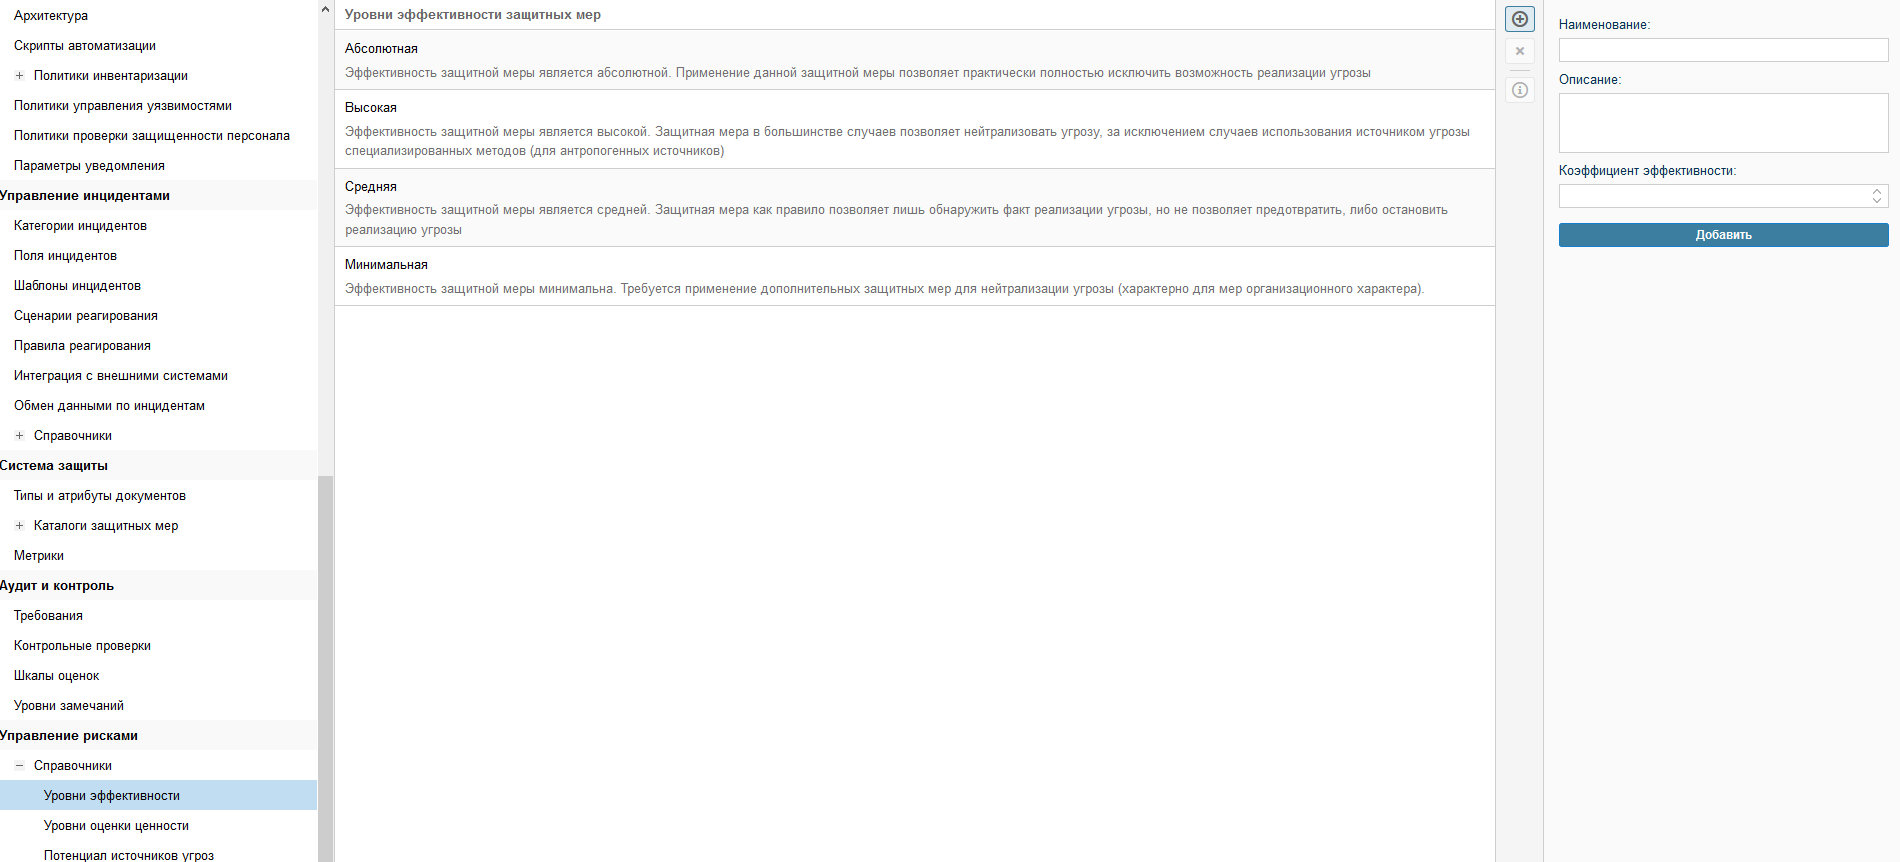 Архитектура
Скрипты автоматизации
Политики инвентаризации
Политики управления уязвимостями
Политики проверки защищенности персонала
Параметры уведомления
Управление инцидентами
Категории инцидентов
Поля инцидентов
Шаблоны инцидентов
Сценарии реагирования
Правила реагирования
Интеграция с внешними системами
Обмен данными по инцидентам
Справочники
Система защиты
Типы и атрибуты документов
Каталоги защитных мер
Метрики
Аудит и контроль
Требования
Контрольные проверки
Шкалы оценок
Уровни замечаний
Управление рисками
Справочники
Уровни эффективности
Уровни оценки ценности
Потенциал источников угроз
Уровни эффективности защитных мер
Абсолютная
Эффективность защитной меры является абсолютной. Применение данной защитной меры позволяет практически полностью исключить возможность реализации угрозы
Высокая
Эффективность защитной меры является высокой. Защитная мера в большинстве случаев позволяет нейтрализовать угрозу, за исключением случаев использования источником угрозы
специализированных методов (для антропогенных источников)
Средняя
Эффективность защитной меры является средней. Защитная мера как правило позволяет лишь обнаружить факт реализации угрозы, но не позволяет предотвратить, либо остановить
реализацию угрозы
Минимальная
Эффективность защитной меры минимальна. Требуется применение дополнительных защитных мер для нейтрализации угрозы (характерно для мер организационного характера).
Наименование:
Описание:
Коэффициент эффективности:
Добавить